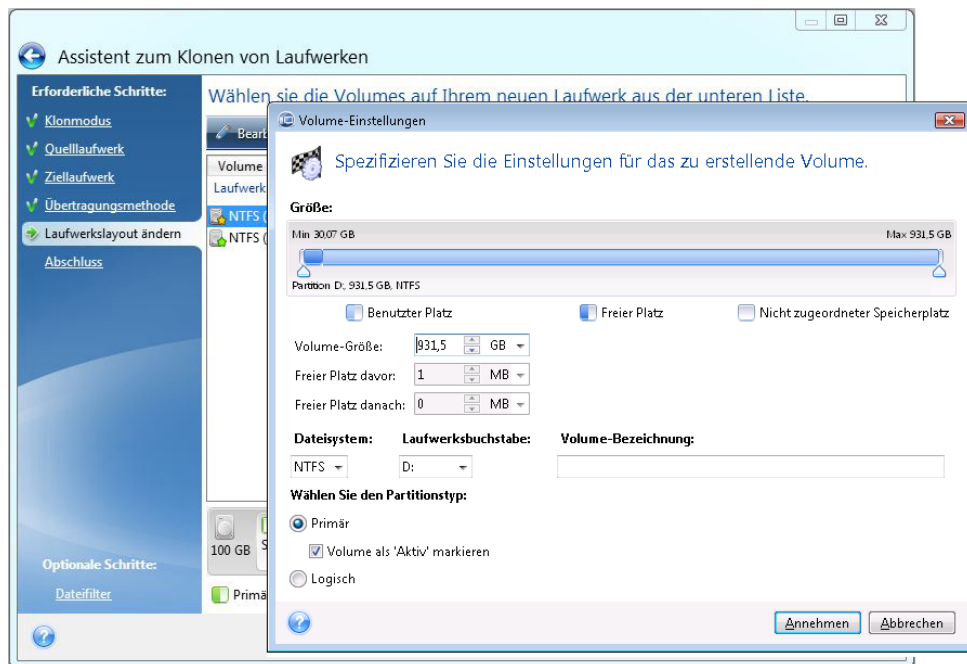 Assistent zum Klonen von Laufwerken
Erforderliche Schritte:
Klonmodus
Quelllaufwerk
Ziellaufwerk
Übertragungsmethode
Laufwerkslayout ändern
Abschluss
Optionale Schritte:
Dateifilter
Wählen sie die Volumes auf Ihrem neuen Laufwerk aus der unteren Liste.
Volume
Laufwerk
NTFS (
NTFS (
100 GB
Volume-Einstellungen
Spezifizieren Sie die Einstellungen für das zu erstellende Volume.
Größe:
Min 30,07 GB Max 931,5 GB
Partition D:, 931,5 GB, NTFS
Benutzter Platz Freier Platz Nicht zugeordneter Speicherplatz
Volume-Größe: 931,5 GB
Freier Platz davor: 1 MB
Freier Platz danach: 0 MB
Dateisystem: Laufwerksbuchstabe: Volume-Bezeichnung:
NTFS D:
Wählen Sie den Partitionstyp:
Primär
Volume als 'Aktiv' markieren
Logisch
Annehmen Abbrechen